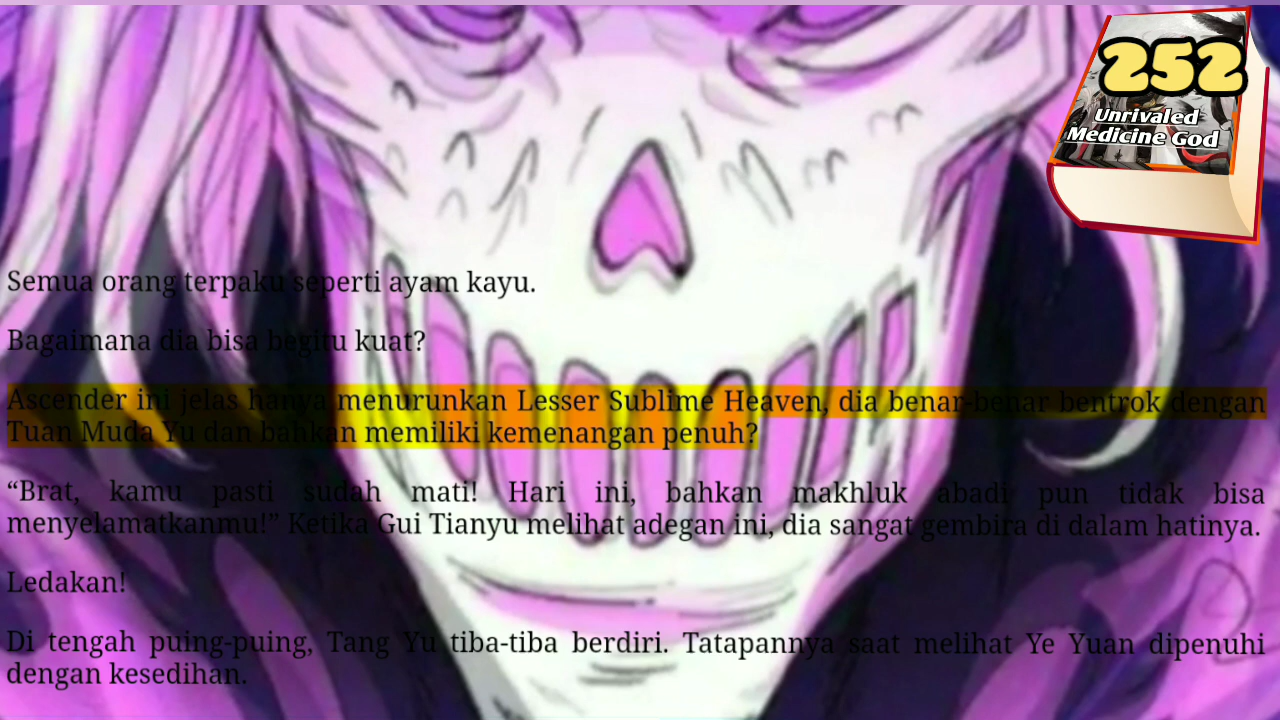 252
Unrivaled
Medicine God
Semua orang terpaku seperti ayam kayu.
Bagaimana dia bisa begitu kuat?
Ascender ini jelas hanya menurunkan Lesser Sublime Heaven, dia benar-benar bentrok dengan
Tuan Muda Yu dan bahkan memiliki kemenangan penuh?
“Brat, kamu pasti sudah mati! Hari ini, bahkan makhluk abadi pun tidak bisa
menyelamatkanmu!” Ketika Gui Tianyu melihat adegan ini, dia sangat gembira di dalam hatinya.
Ledakan!
Di tengah puing-puing, Tang Yu tiba-tiba berdiri. Tatapannya saat melihat Ye Yuan dipenuhi
dengan kesedihan.